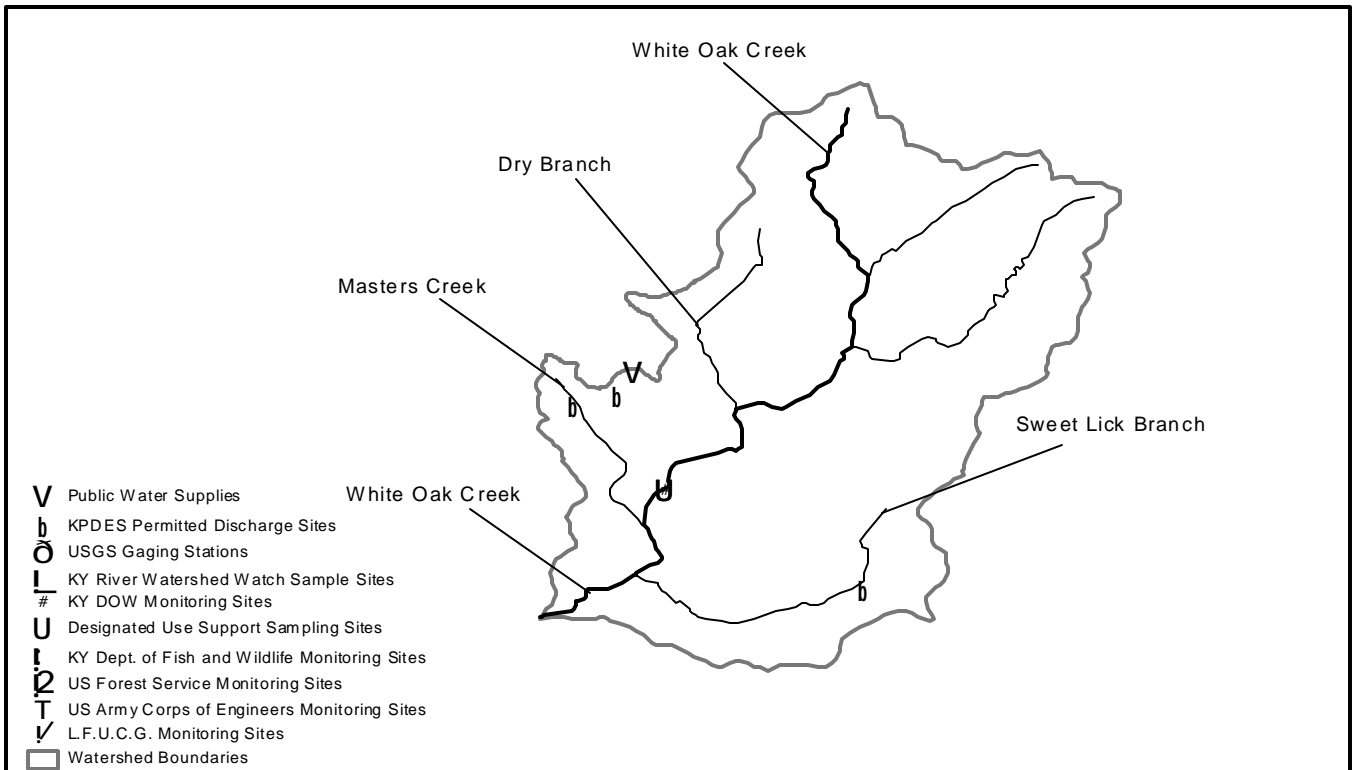 White Oak Creek
Dry Branch
Masters Creek
Sweet Lick Branch
White Oak Creek
V
b
b
U
#
b
V Public Water Supplies
b KPDES Permitted Discharge Sites
ð USGS Gaging Stations
KY River Watershed Watch Sample Sites
# KY DOW Monitoring Sites
U Designated Use Support Sampling Sites
KY Dept. of Fish and Wildlife Monitoring Sites
US Forest Service Monitoring Sites
T US Army Corps of Engineers Monitoring Sites
L.F.U.C.G. Monitoring Sites
Watershed Boundaries